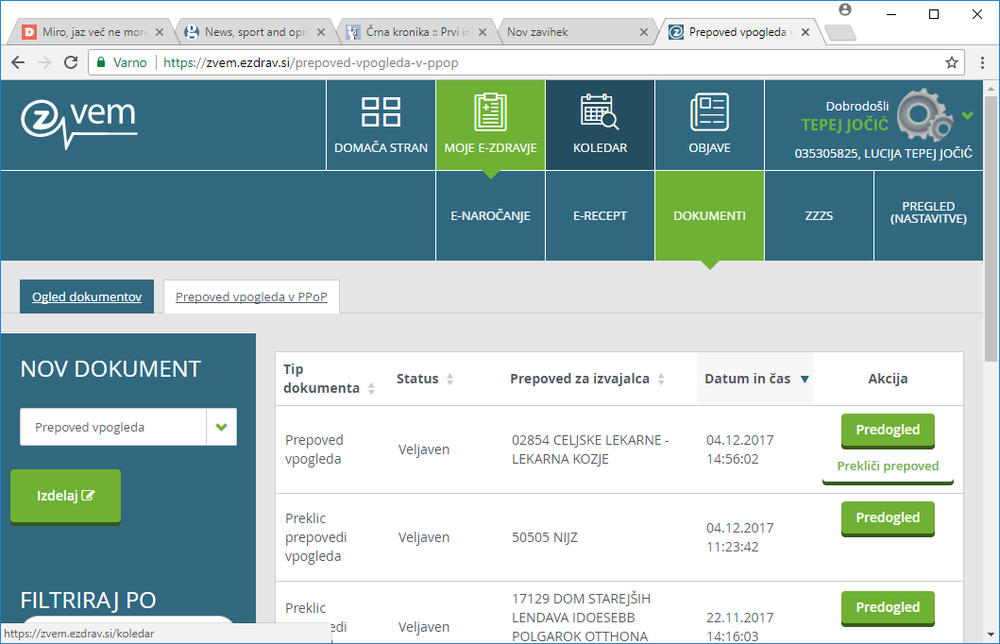 Miro, jaz več ne more
News, sport and opin
Črna kronika :: Prvi in
Nov zavihek
Prepoved vpogleda v
Varno
https://zvem.ezdrav.si/prepoved-vpogleda-v-ppop
zvem
DOMAČA STRAN
MOJE E-ZDRAVJE
KOLEDAR
OBJAVE
Dobrodošli
TEPEJ JOČIĆ
035305825, LUCIJA TEPEJ JOČIĆ
E-NAROČANJE
E-RECEPT
DOKUMENTI
ZZZS
PREGLED
(NASTAVITVE)
Ogled dokumentov
Prepoved vpogleda v PPoP
NOV DOKUMENT
Prepoved vpogleda
Izdelaj
FILTRIRAJ PO
Tip
dokumenta
Status
Prepoved za izvajalca
Datum in čas
Akcija
Prepoved
vpogleda
Veljaven
02854 CELJSKE LEKARNE -
LEKARNA KOZJE
04.12.2017
14:56:02
Predogled
Prekliči prepoved
Preklic
prepovedi
vpogleda
Veljaven
50505 NIJZ
04.12.2017
11:23:42
Predogled
Preklic
edi
Veljaven
17129 DOM STAREJŠIH
LENDAVA IDOESEBB
POLGAROK OTTHONA
22.11.2017
14:16:03
Predogled
https://zvem.ezdrav.si/koledar